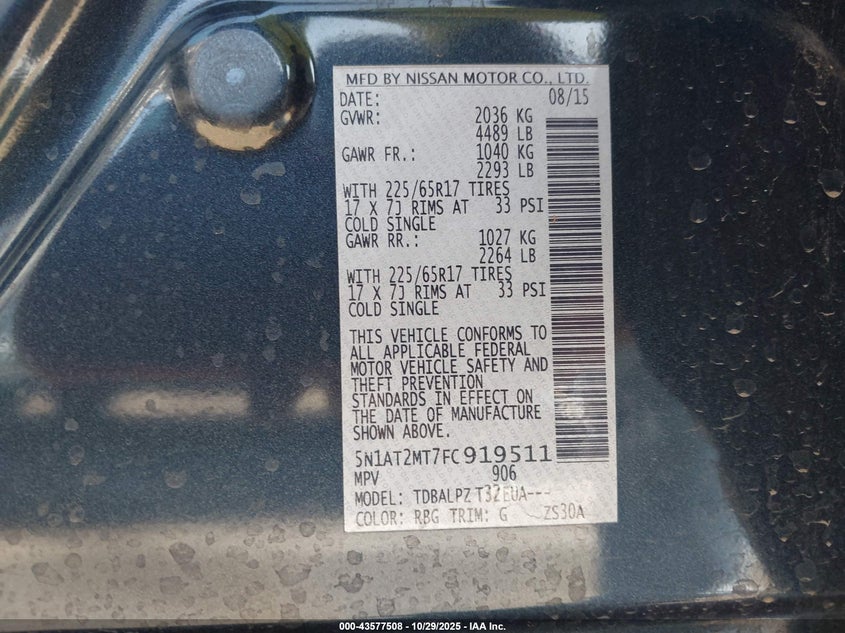 MFD BY NISSAN MOTOR CO., LTD.
DATE: 08/15
GVWR: 2036 KG
4489 LB
GAWR FR.: 1040 KG
2293 LB
WITH 225/65R17 TIRES
17 X 7J RIMS AT 33 PSI
COLD SINGLE
GAWR RR.: 1027 KG
2264 LB
WITH 225/65R17 TIRES
17 X 7J RIMS AT 33 PSI
COLD SINGLE
THIS VEHICLE CONFORMS TO
ALL APPLICABLE FEDERAL
MOTOR VEHICLE SAFETY AND
THEFT PREVENTION
STANDARDS IN EFFECT ON
THE DATE OF MANUFACTURE
SHOWN ABOVE.
5N1AT2MT7FC919511
MPV 906
MODEL: TDBALPZ T32EUA---
COLOR: RBG TRIM: G ZS30A
000-43577508 - 10/29/2025 - IAA Inc.